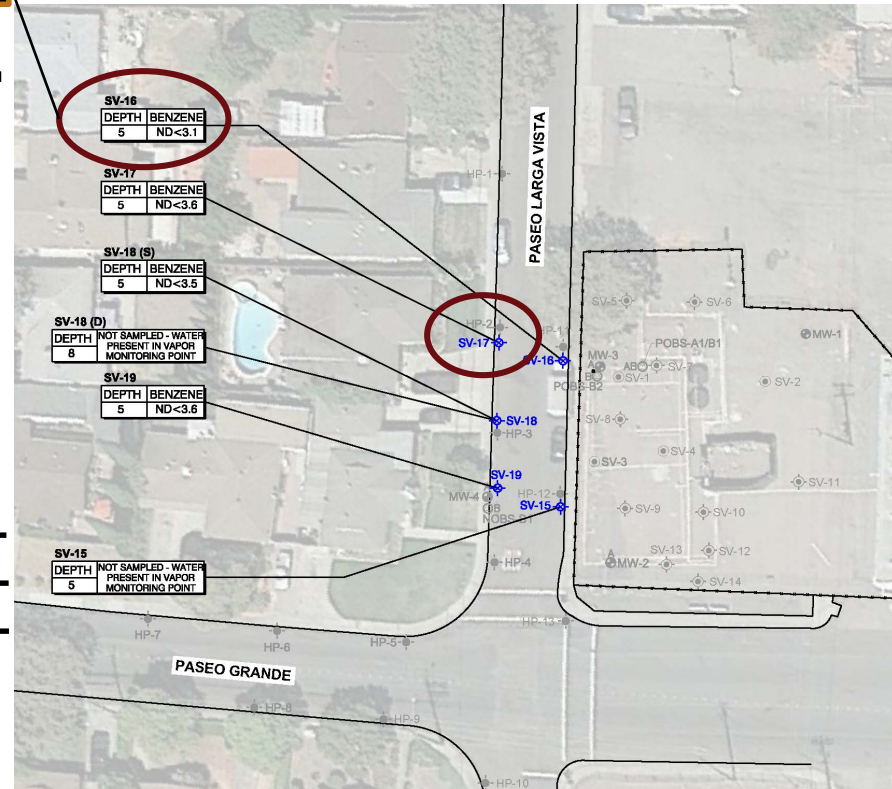 SV-16
DEPTH BENZENE
5 ND<3.1
SV-17
DEPTH BENZENE
5 ND<3.6
SV-18 (S)
DEPTH BENZENE
5 ND<3.5
SV-18 (D)
DEPTH NOT SAMPLED - WATER
PRESENT IN VAPOR
8 MONITORING POINT
SV-19
DEPTH BENZENE
5 ND<3.6
SV-15
DEPTH NOT SAMPLED - WATER
PRESENT IN VAPOR
5 MONITORING POINT
PASEO LARGA VISTA
HP-1
HP-2
SV-17
SV-16
SV-18
HP-3
SV-19
MW-4
HP-12
SV-15
HP-4
SV-5
SV-6
MW-1
POBS-A1/B1
MW-3
A
AB
SV-7
B
SV-1
POBS-B2
SV-2
SV-8
SV-4
SV-3
SV-11
SV-9
SV-10
SV-12
A
MW-2
SV-13
SV-14
HP-7
HP-6
HP-5
HP-13
PASEO GRANDE
HP-8
HP-9
HP-10